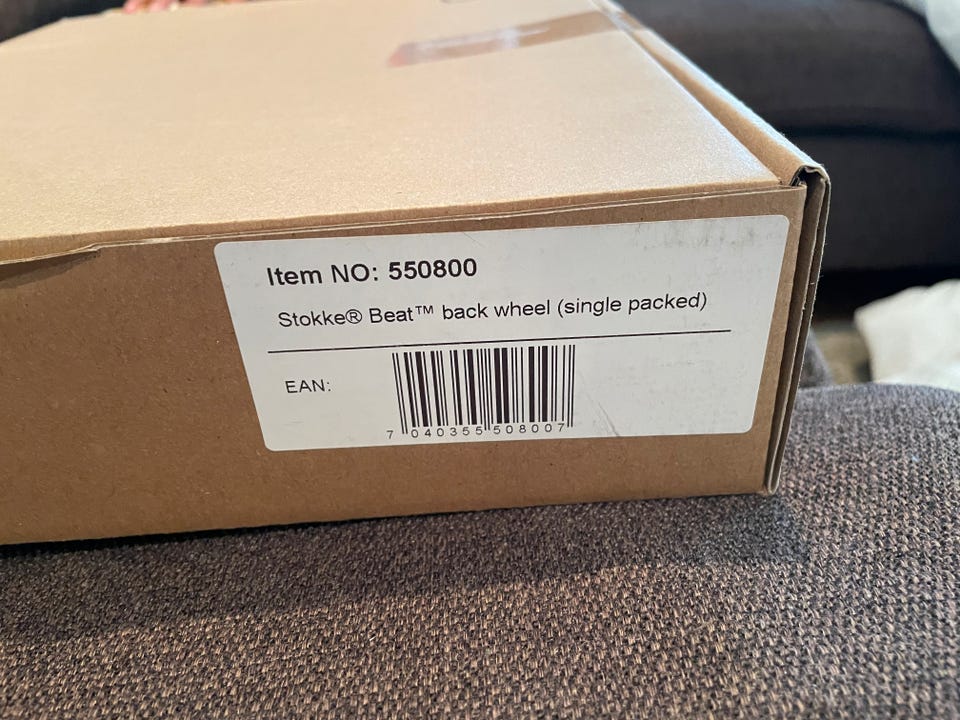 Item NO: 550800
Stokke® Beat™ back wheel (single packed)
EAN:
7 040355 508007